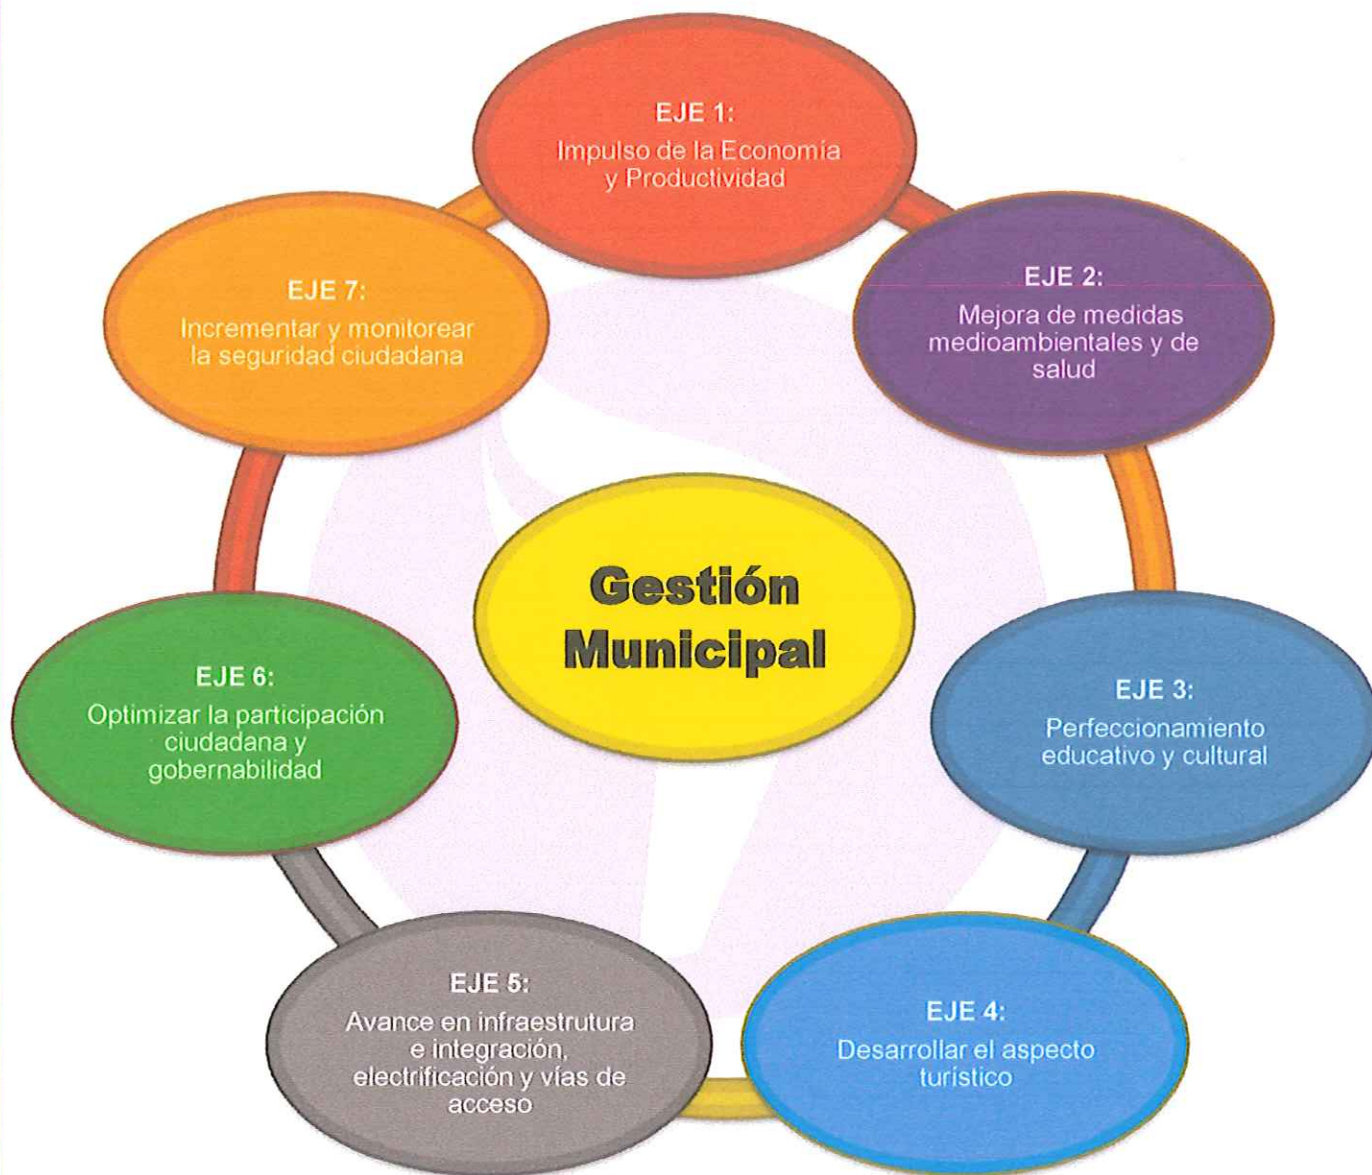 EJE 1:
Impulso de la Economía
y Productividad
EJE 2:
Mejora de medidas
medioambientales y de
salud
EJE 3:
Perfeccionamiento
educativo y cultural
EJE 4:
Desarrollar el aspecto
turístico
EJE 5:
Avance en infraestrutura
e integración,
electrificación y vías de
acceso
EJE 6:
Optimizar la participación
ciudadana y
gobernabilidad
EJE 7:
Incrementar y monitorear
la seguridad ciudadana
Gestión
Municipal